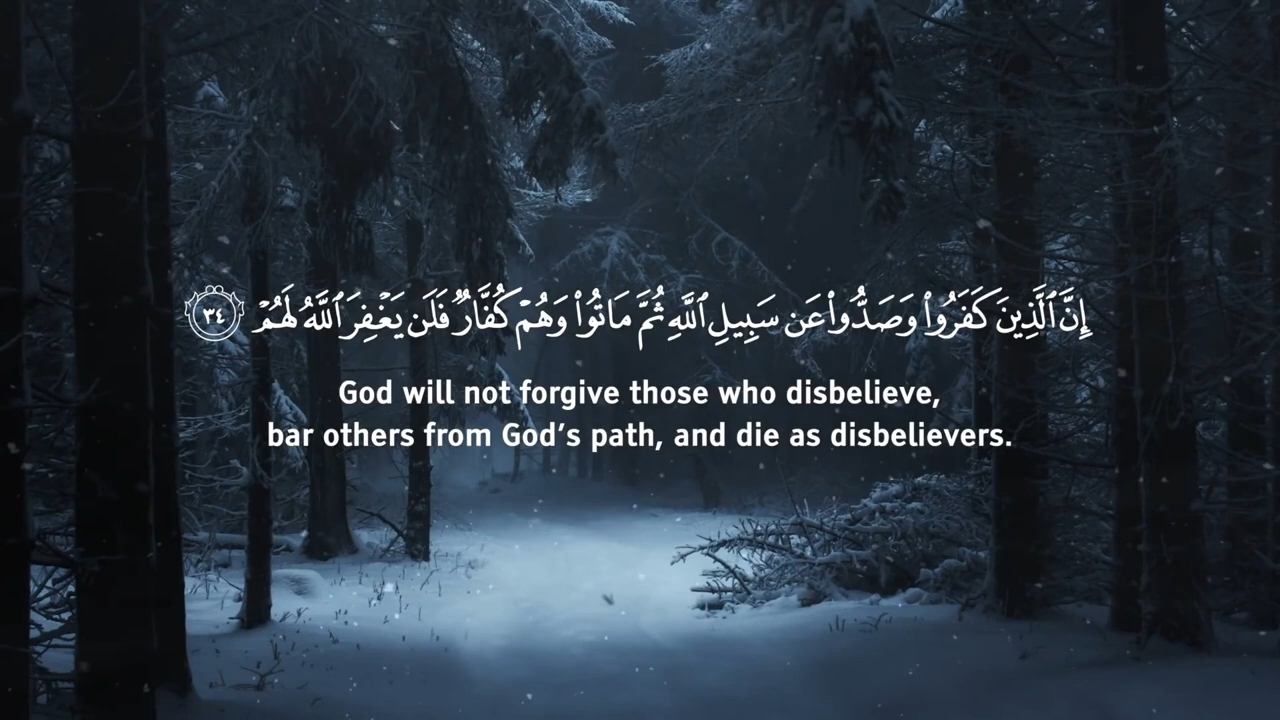 إِنَّ ٱلَّذِينَ كَفَرُوا۟ وَصَدُّوا۟ عَن سَبِيلِ ٱللَّهِ ثُمَّ مَاتُوا۟ وَهُمْ كُفَّارٌ فَلَن يَغْفِرَ ٱللَّهُ لَهُمْ ٣٤
God will not forgive those who disbelieve,
bar others from God’s path, and die as disbelievers.